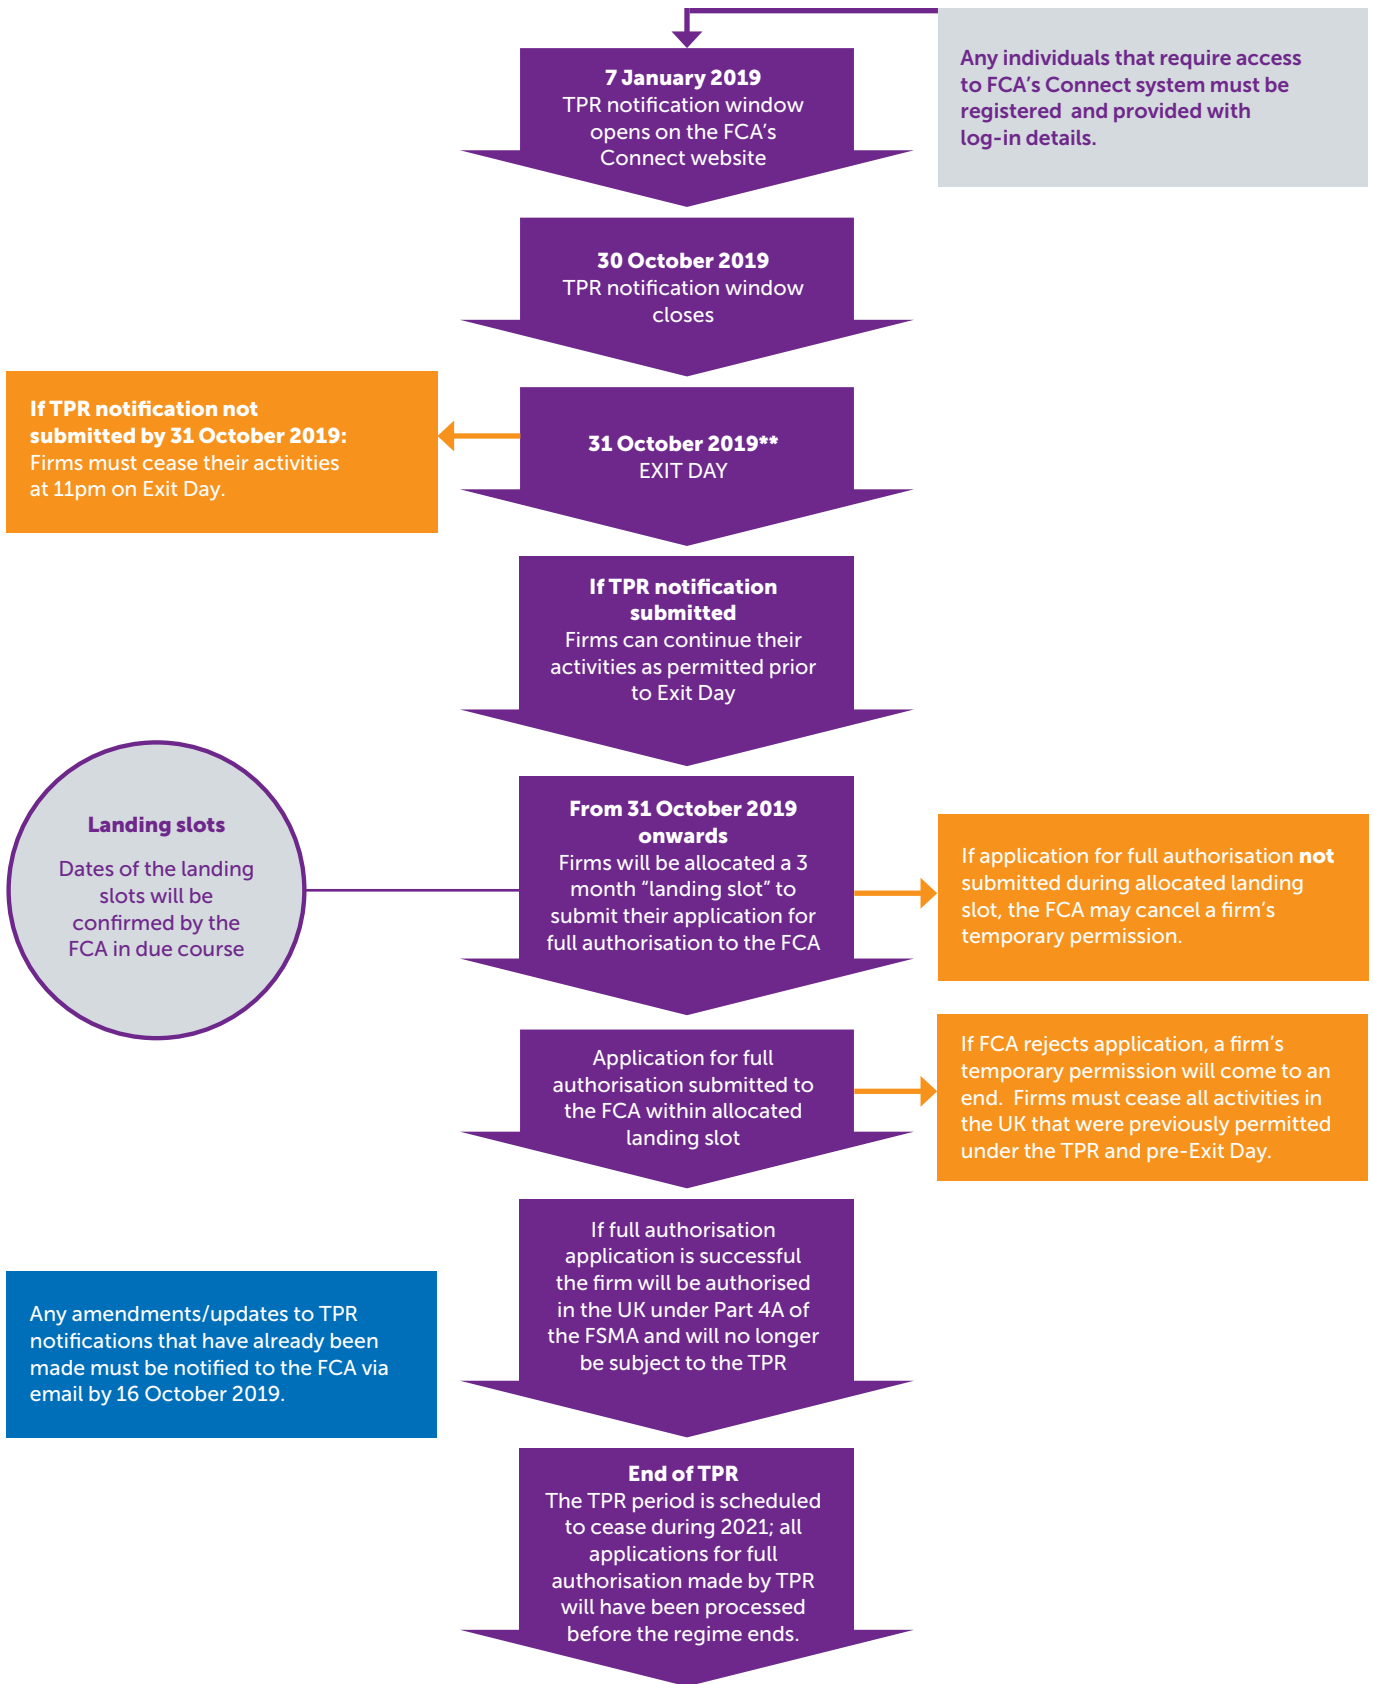 7 January 2019
TPR notification window
opens on the FCA's
Connect website
Any individuals that require access
to FCA's Connect system must be
registered and provided with
log-in details.
30 October 2019
TPR notification window
closes
If TPR notification not
submitted by 31 October 2019:
Firms must cease their activities
at 11pm on Exit Day.
31 October 2019**
EXIT DAY
If TPR notification
submitted
Firms can continue their
activities as permitted prior
to Exit Day
Landing slots
Dates of the landing
slots will be
confirmed by the
FCA in due course
From 31 October 2019
onwards
Firms will be allocated a 3
month “landing slot” to
submit their application for
full authorisation to the FCA
If application for full authorisation not
submitted during allocated landing
slot, the FCA may cancel a firm's
temporary permission.
Application for full
authorisation submitted to
the FCA within allocated
landing slot
If FCA rejects application, a firm's
temporary permission will come to an
end. Firms must cease all activities in
the UK that were previously permitted
under the TPR and pre-Exit Day.
If full authorisation
application is successful
the firm will be authorised
in the UK under Part 4A of
the FSMA and will no longer
be subject to the TPR
Any amendments/updates to TPR
notifications that have already been
made must be notified to the FCA via
email by 16 October 2019.
End of TPR
The TPR period is scheduled
to cease during 2021; all
applications for full
authorisation made by TPR
will have been processed
before the regime ends.